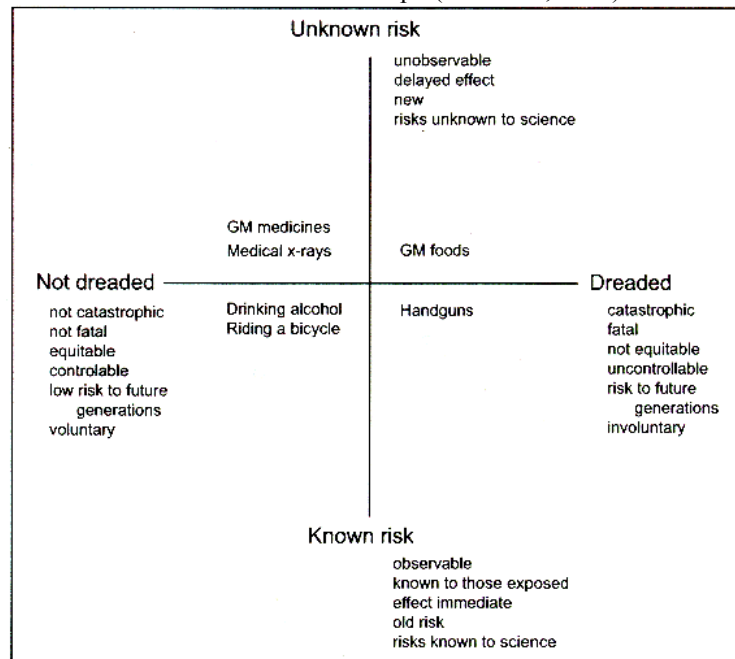 Unknown risk
unobservable
delayed effect
new
risks unknown to science
GM medicines
Medical x-rays
GM foods
Not dreaded
Dreaded
not catastrophic
not fatal
equitable
controlable
low risk to future
generations
voluntary
Drinking alcohol
Riding a bicycle
Handguns
catastrophic
fatal
not equitable
uncontrollable
risk to future
generations
involuntary
Known risk
observable
known to those exposed
effect immediate
old risk
risks known to science